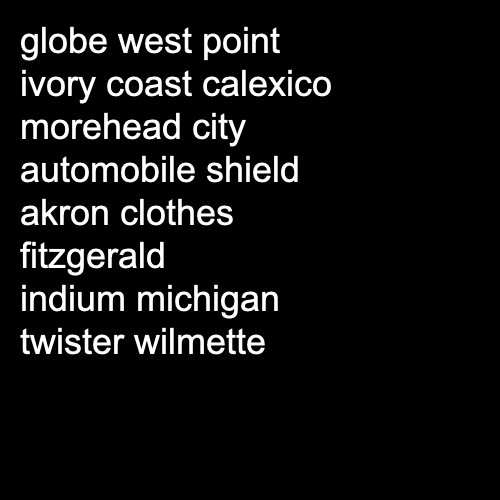 globe west point
ivory coast calexico
morehead city
automobile shield
akron clothes
fitzgerald
indium michigan
twister wilmette